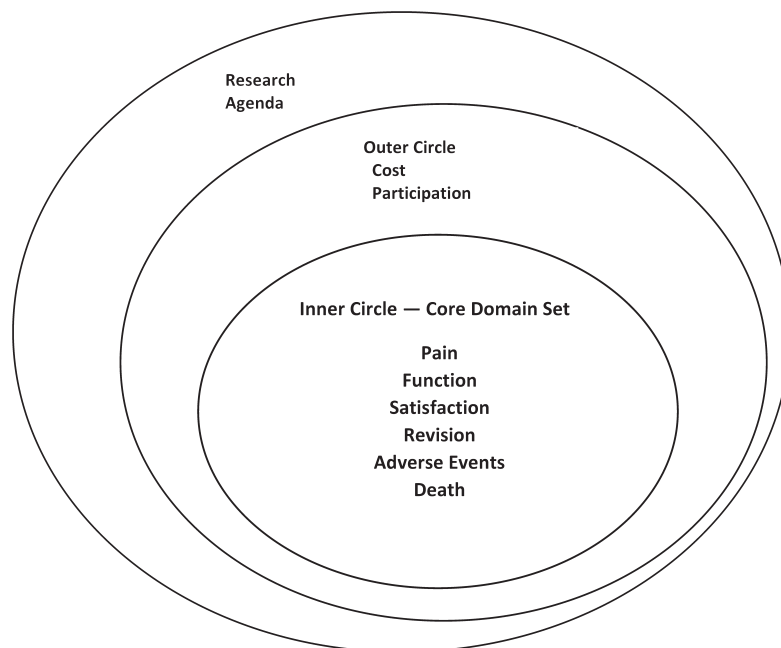 Research
Agenda
Outer Circle
Cost
Participation
Inner Circle — Core Domain Set
Pain
Function
Satisfaction
Revision
Adverse Events
Death